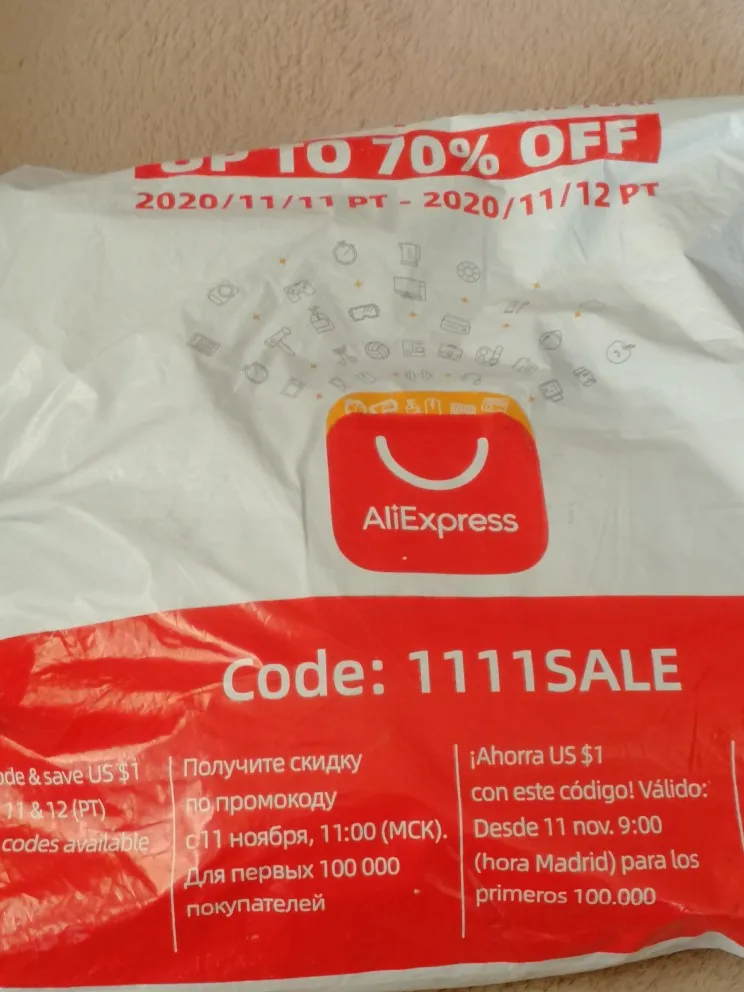 UP TO 70% OFF
2020/11/11 PT - 2020/11/12 PT
AliExpress
Code: 1111SALE
& save US $1
11 & 12 (PT)
codes available
Получите скидку
по промокоду
с 11 ноября, 11:00 (МСК).
Для первых 100 000
покупателей
¡Ahorra US $1
con este código! Válido:
Desde 11 nov. 9:00
(hora Madrid) para los
primeros 100.000